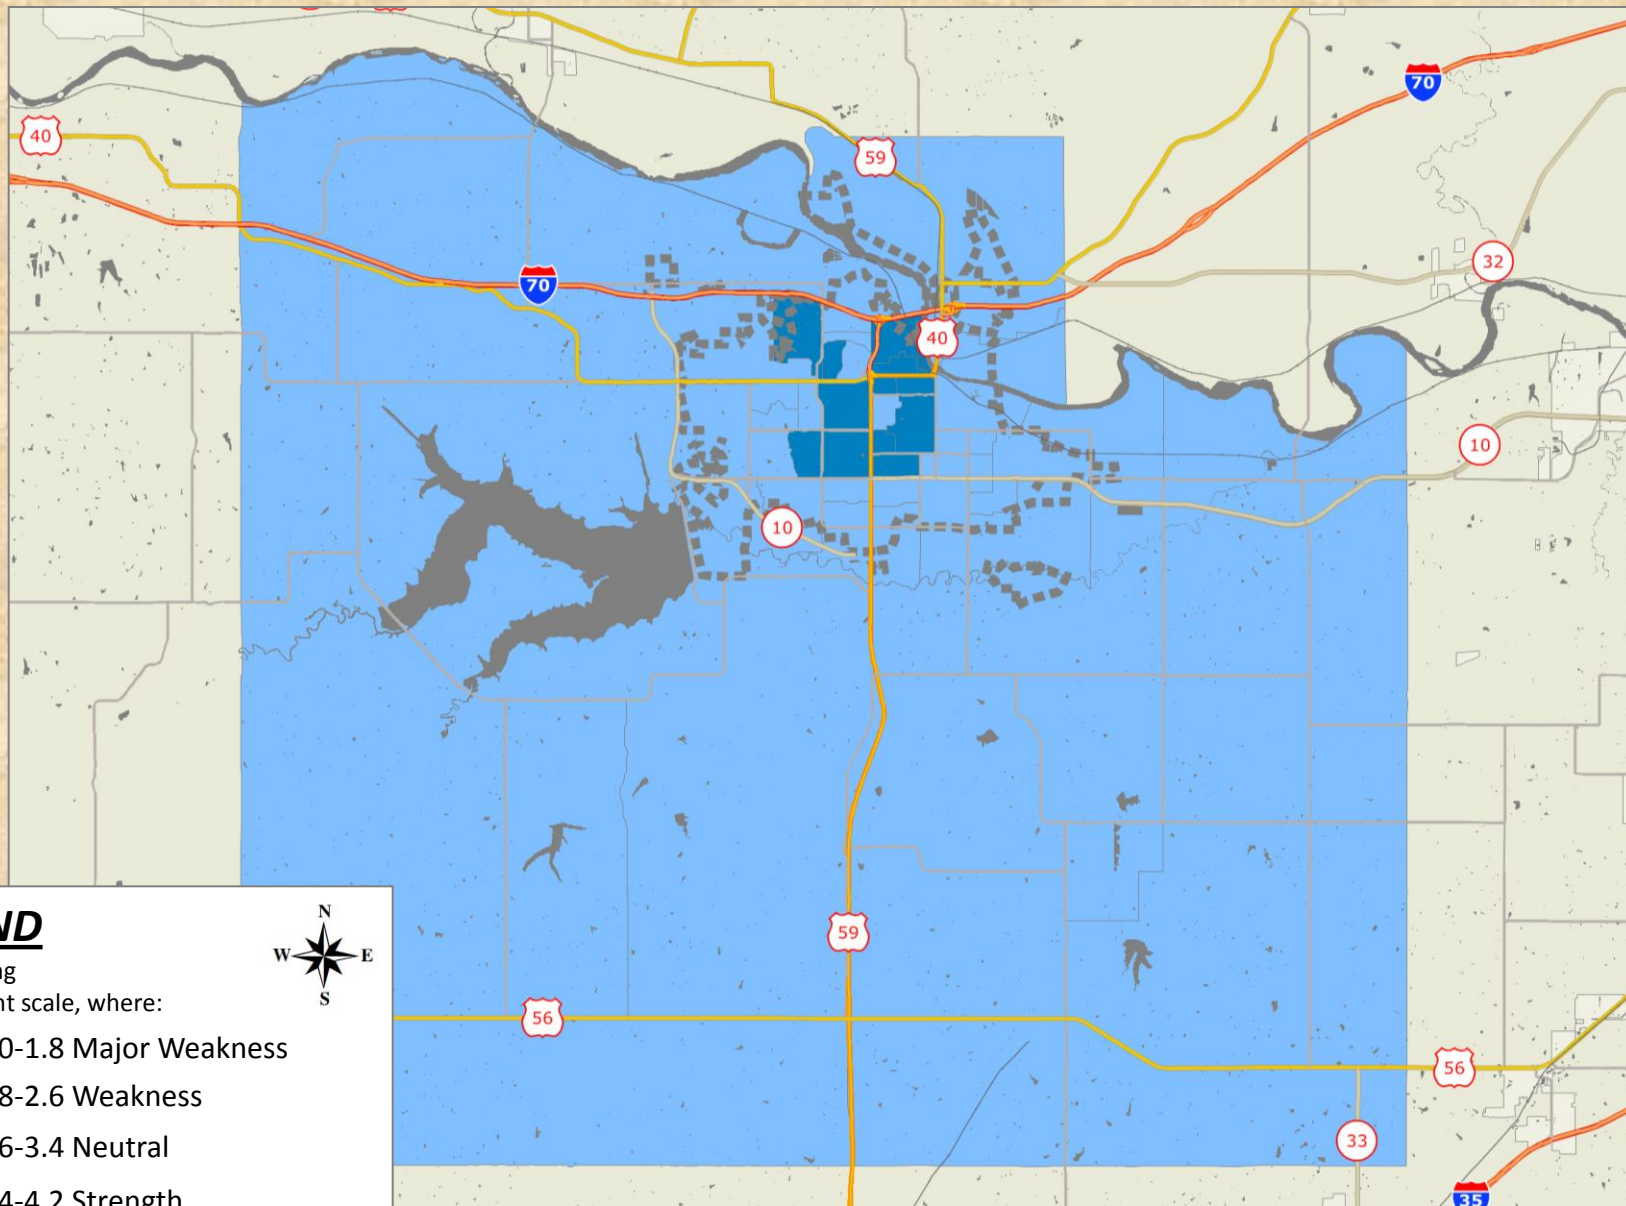 70
40
59
32
70
40
10
10
59
ND
N
W E
S
ng
nt scale, where:
0-1.8 Major Weakness
56
8-2.6 Weakness
56
6-3.4 Neutral
33
4-4.2 Strength
35